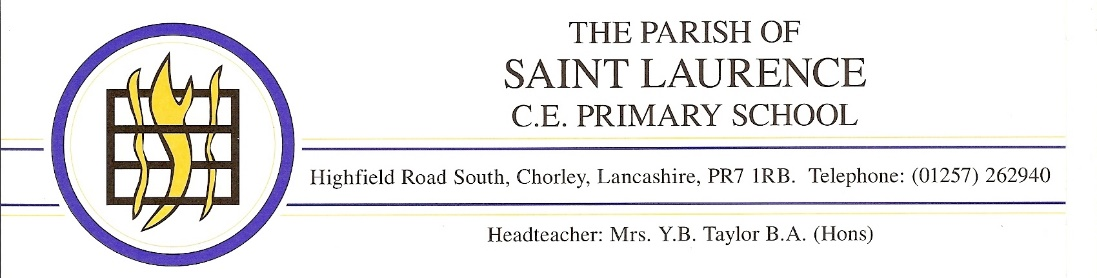 THE PARISH OF
SAINT LAURENCE
C.E. PRIMARY SCHOOL
Highfield Road South, Chorley, Lancashire, PR7 1RB. Telephone: (01257) 262940
Headteacher: Mrs. Y.B. Taylor B.A. (Hons)